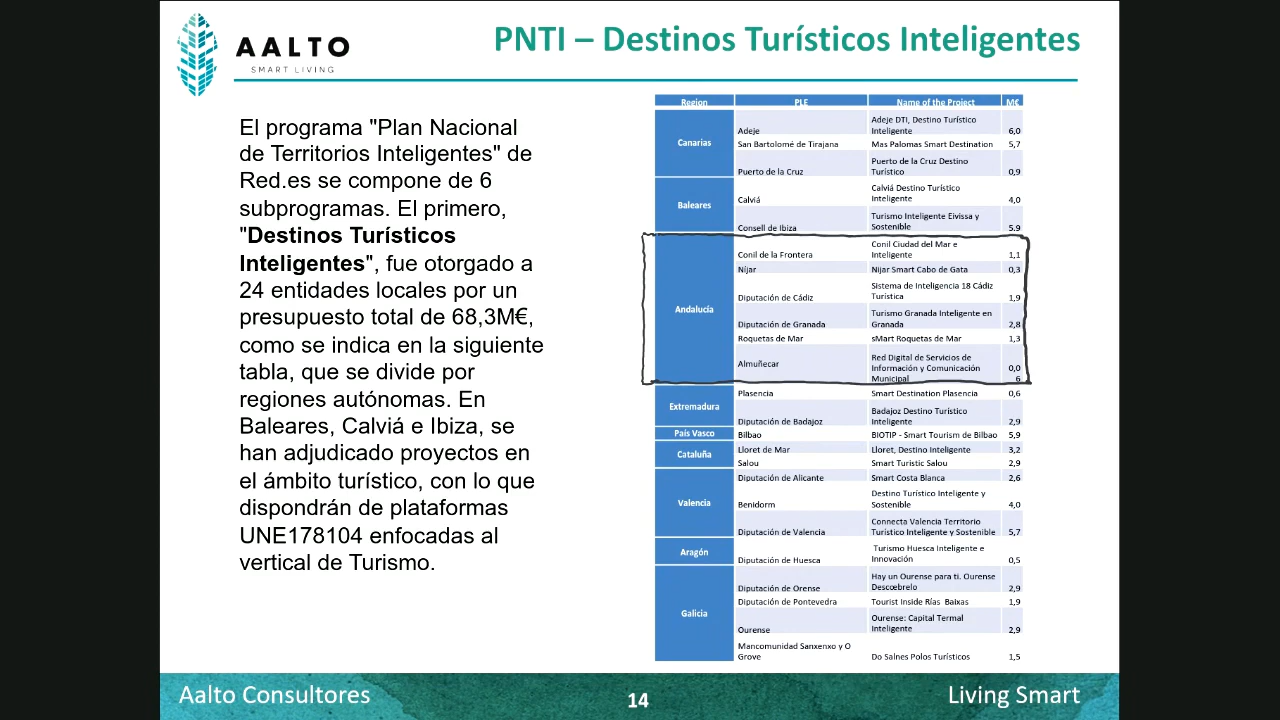 AALTO
SMART LIVING
PNTI – Destinos Turísticos Inteligentes
El programa "Plan Nacional
de Territorios Inteligentes" de
Red.es se compone de 6
subprogramas. El primero,
"Destinos Turísticos
Inteligentes", fue otorgado a
24 entidades locales por un
presupuesto total de 68,3M€,
como se indica en la siguiente
tabla, que se divide por
regiones autónomas. En
Baleares, Calviá e Ibiza, se
han adjudicado proyectos en
el ámbito turístico, con lo que
dispondrán de plataformas
UNE178104 enfocadas al
vertical de Turismo.
Region PLE Name of the Project M€
Canarias
Adeje Adeje DTI, Destino Turístico
Inteligente 6,0
San Bartolomé de Tirajana Mas Palomas Smart Destination 5,7
Puerto de la Cruz Puerto de la Cruz Destino
Turístico 0,9
Baleares
Calviá Calviá Destino Turístico
Inteligente 4,0
Consell de Ibiza Turismo Inteligente Eivissa y
Sostenible 5.9
Andalucía
Conil de la Frontera Conil Ciudad del Mar e
Inteligente 1,1
Níjar Nijar Smart Cabo de Gata 0,3
Diputación de Cádiz Sistema de Inteligencia 18 Cádiz
Turística 1,9
Diputación de Granada Turismo Granada Inteligente en
Granada 2,8
Roquetas de Mar sMart Roquetas de Mar 1,3
Almuñecar Red Digital de Servicios de
Información y Comunicación 0,0
Municipal 6
Extremadura
Plasencia Smart Destination Plasencia 0,6
Diputación de Badajoz Badajoz Destino Turístico
Inteligente 2,9
País Vasco Bilbao BIOTIP - Smart Tourism de Bilbao 5,9
Cataluña
Lloret de Mar Lloret, Destino Inteligente 3,2
Salou Smart Turistic Salou 2,9
Valencia
Diputación de Alicante Smart Costa Blanca 2,6
Benidorm Destino Turístico Inteligente y
Sostenible 4,0
Diputación de Valencia Connecta Valencia Territorio
Turístico Inteligente y Sostenible 5,7
Aragón
Diputación de Huesca Turismo Huesca Inteligente e
Innovación 0,5
Galicia
Diputación de Orense Hay un Ourense para ti. Ourense
Descœbrelo 2,9
Diputación de Pontevedra Tourist Inside Rías Baixas 1,9
Ourense Ourense: Capital Termal
Inteligente 2,9
Mancomunidad Sanxenxo y O
Grove Do Salnes Polos Turísticos 1,5
Aalto Consultores
14
Living Smart